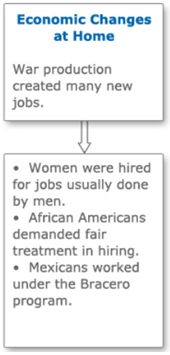 Economic Changes
at Home
War production
created many new
jobs.
• Women were hired
for jobs usually done
by men.
• African Americans
demanded fair
treatment in hiring.
• Mexicans worked
under the Bracero
program.